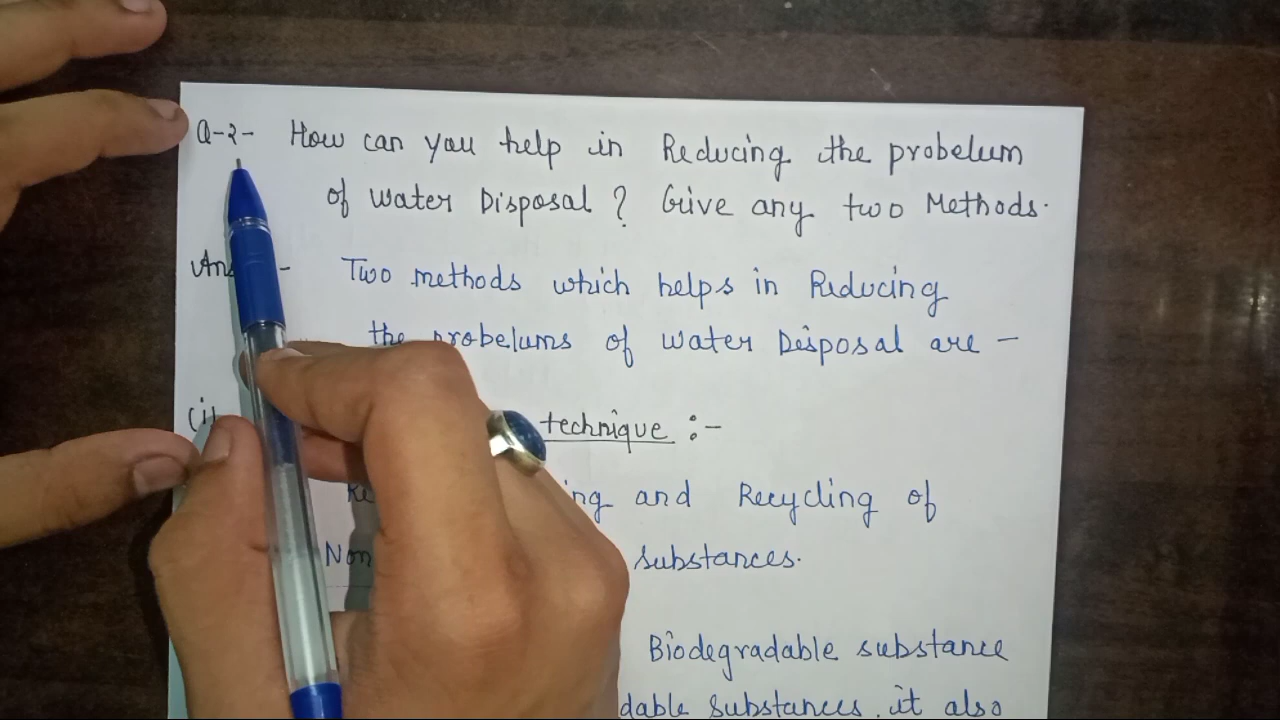 Q-2- How can you help in Reducing the probelum
of water Disposal ? Give any two Methods.
Two methods which helps in Reducing
the probelums of water Disposal are -
technique :-
and Recycling of
Non substances.
Biodegradable substance
substances, it also